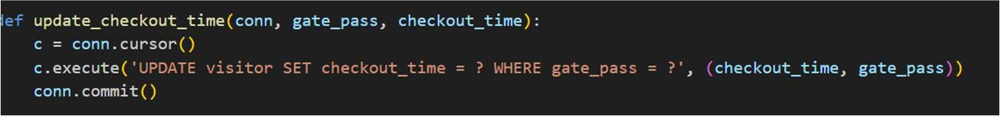 def update_checkout_time(conn, gate_pass, checkout_time):
    c = conn.cursor()
    c.execute('UPDATE visitor SET checkout_time = ? WHERE gate_pass = ?', (checkout_time, gate_pass))
    conn.commit()